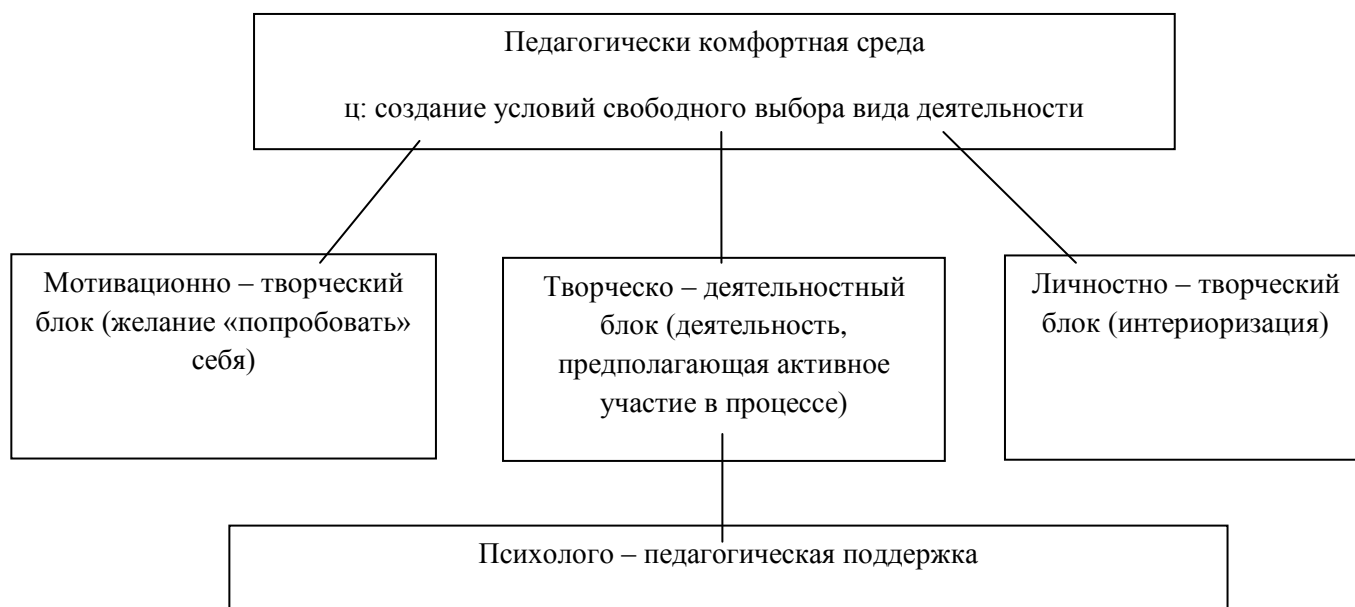 Педагогически комфортная среда
ц: создание условий свободного выбора вида деятельности
Мотивационно – творческий
блок (желание «попробовать»
себя)
Творческо – деятельностный
блок (деятельность,
предполагающая активное
участие в процессе)
Личностно – творческий
блок (интериоризация)
Психолого – педагогическая поддержка